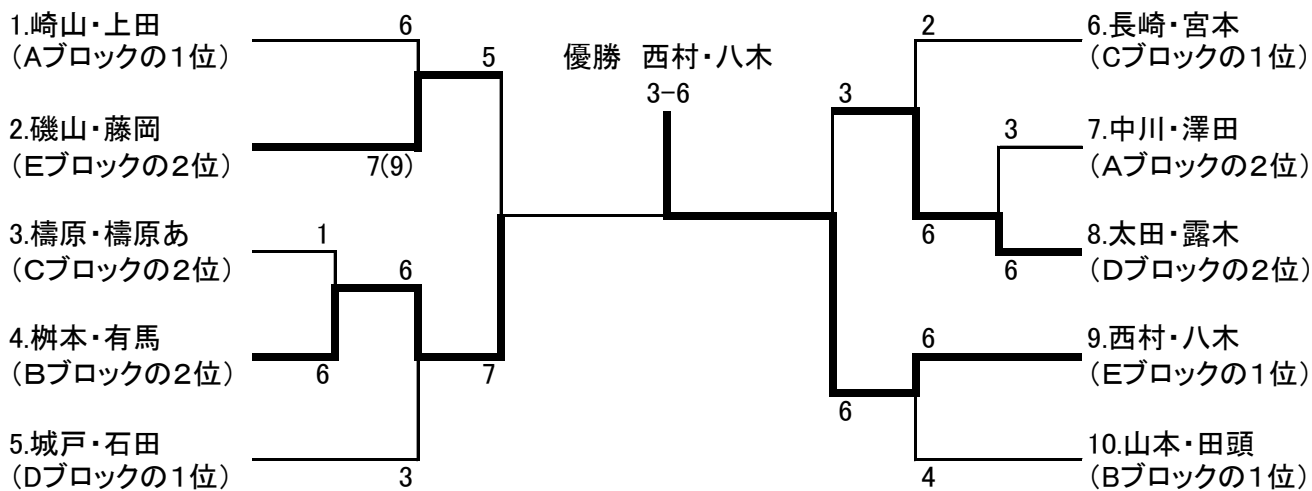 1.崎山・上田
(Aブロックの1位)
6
5
2.磯山・藤岡
(Eブロックの2位)
7(9)
3.檮原・檮原あ
(Cブロックの2位)
1
6
4.桝本・有馬
(Bブロックの2位)
6
7
5.城戸・石田
(Dブロックの1位)
3
優勝 西村・八木
3-6
2
6.長崎・宮本
(Cブロックの1位)
3
3
7.中川・澤田
(Aブロックの2位)
6
6
8.太田・露木
(Dブロックの2位)
6
9.西村・八木
(Eブロックの1位)
6
4
10.山本・田頭
(Bブロックの1位)